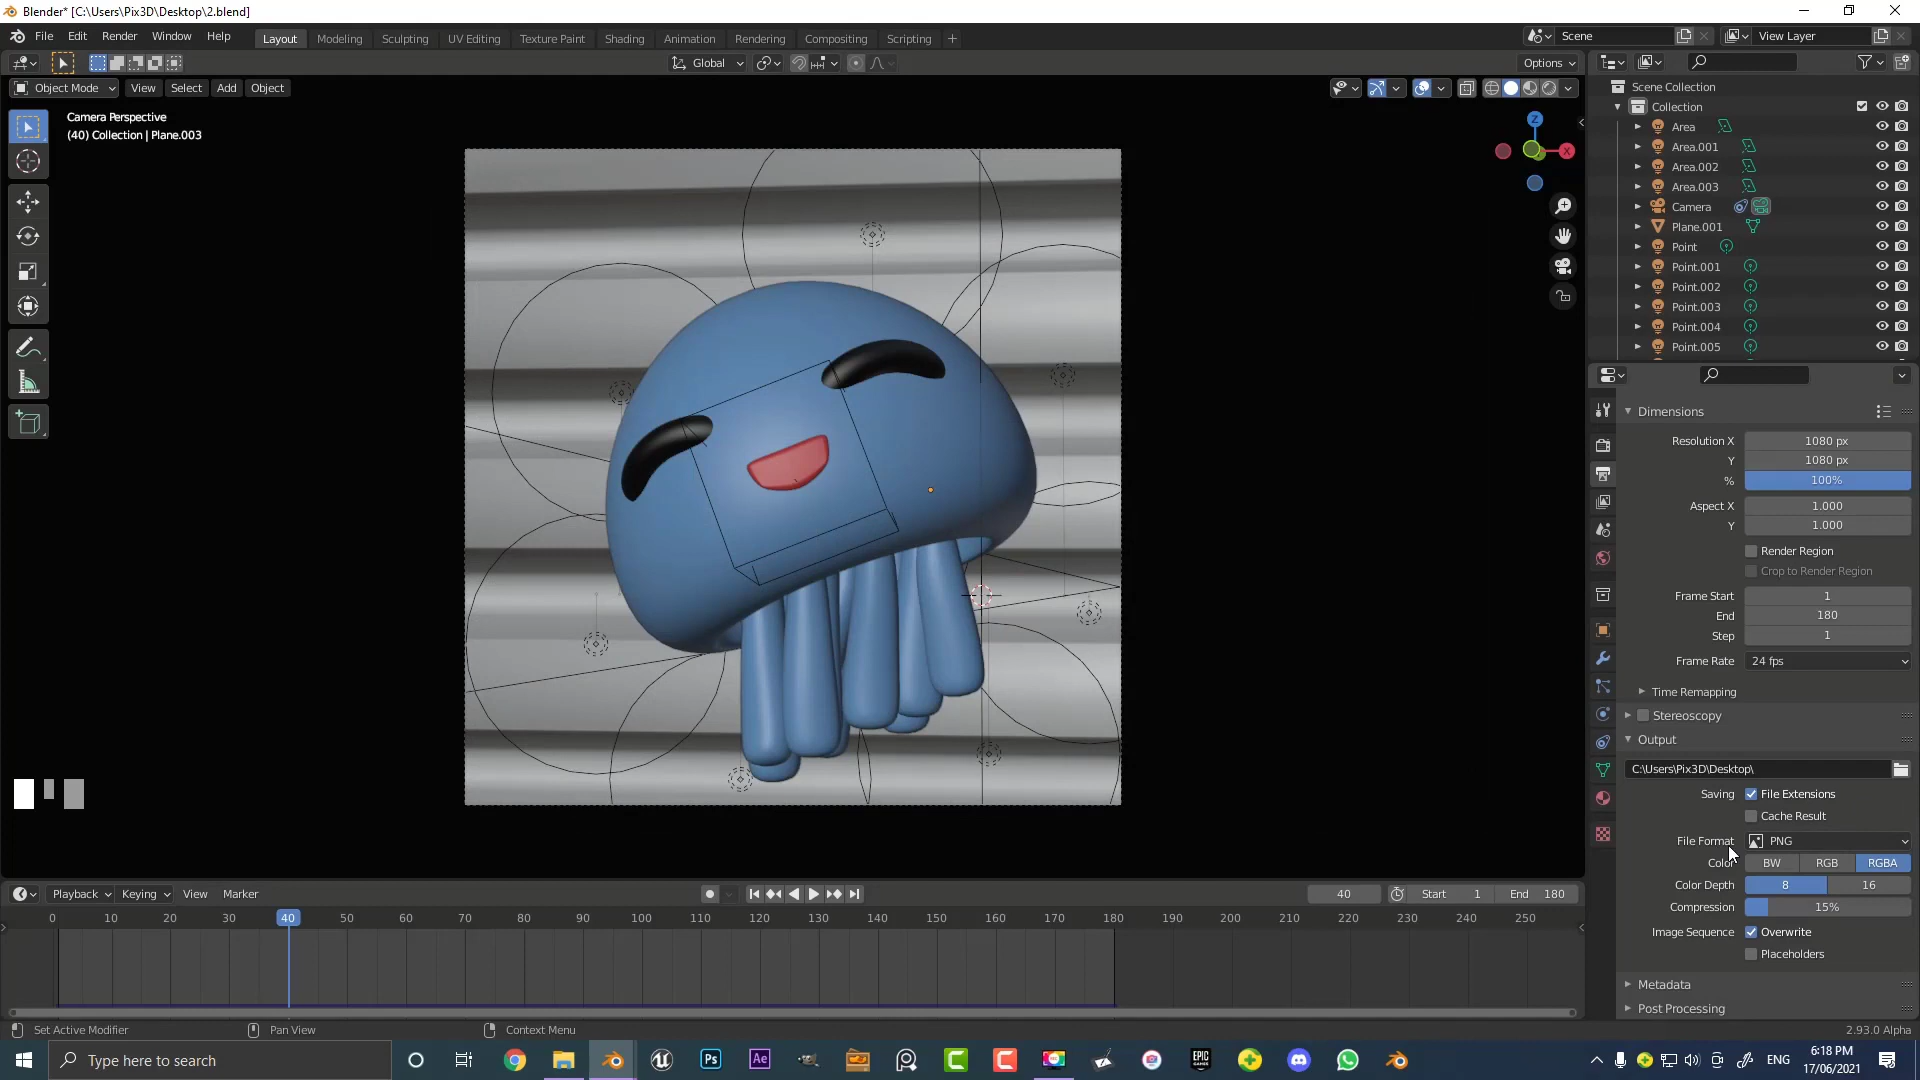 Blender* [C:\Users\Pix3D\Desktop\2.blend]
File Edit Render Window Help
Layout Modeling Sculpting UV Editing Texture Paint Shading Animation Rendering Compositing Scripting +
Scene
View Layer
Global
Options
Object Mode View Select Add Object
Camera Perspective
(40) Collection | Plane.003
Z
X
Scene Collection
Collection
Area
Area.001
Area.002
Area.003
Camera
Plane.001
Point
Point.001
Point.002
Point.003
Point.004
Point.005
Dimensions
Resolution X 1080 px
Y 1080 px
% 100%
Aspect X 1.000
Y 1.000
Render Region
Crop to Render Region
Frame Start 1
End 180
Step 1
Frame Rate 24 fps
Time Remapping
Stereoscopy
Output
C:\Users\Pix3D\Desktop\
Saving File Extensions
Cache Result
File Format PNG
Color BW RGB RGBA
Color Depth 8 16
Compression 15%
Image Sequence Overwrite
Placeholders
Metadata
Post Processing
Playback Keying View Marker
40 Start 1 End 180
0 10 20 30 40 50 60 70 80 90 100 110 120 130 140 150 160 170 180 190 200 210 220 230 240 250
Set Active Modifier Pan View Context Menu
2.93.0 Alpha
Type here to search
Ps
Ae
EPIC
GAMES
ENG
6:18 PM
17/06/2021